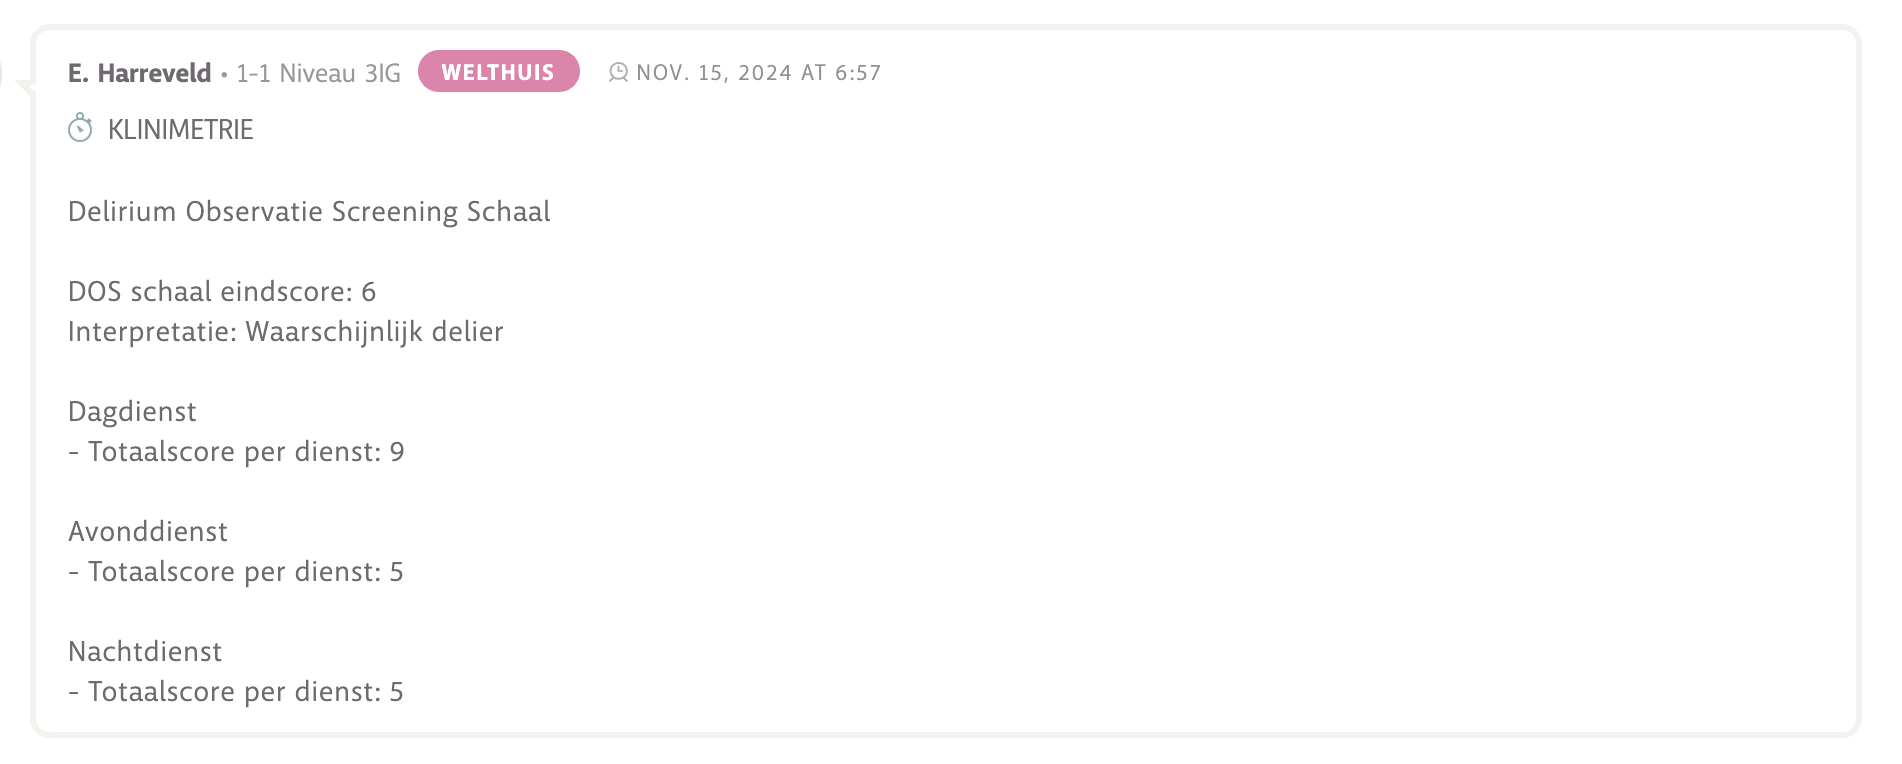 E. Harreveld • 1-1 Niveau 3IG WELTHUIS NOV. 15, 2024 AT 6:57
KLINIMETRIE
Delirium Observatie Screening Schaal
DOS schaal eindscore: 6
Interpretatie: Waarschijnlijk delier
Dagdienst
- Totaalscore per dienst: 9
Avonddienst
- Totaalscore per dienst: 5
Nachtdienst
- Totaalscore per dienst: 5